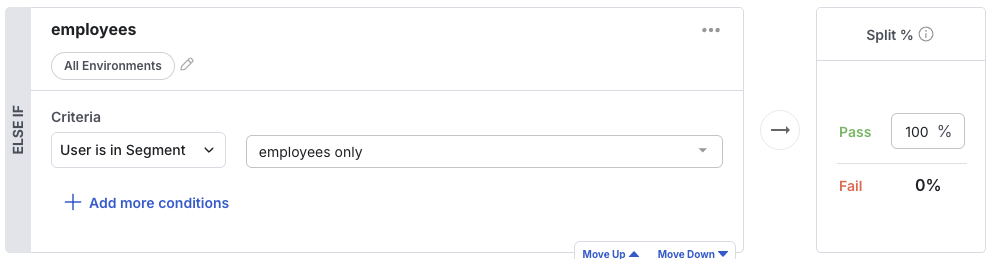 employees
All Environments
ELSE IF
Criteria
User is in Segment
employees only
Add more conditions
Move Up
Move Down
Split %
Pass
100 %
Fail
0%